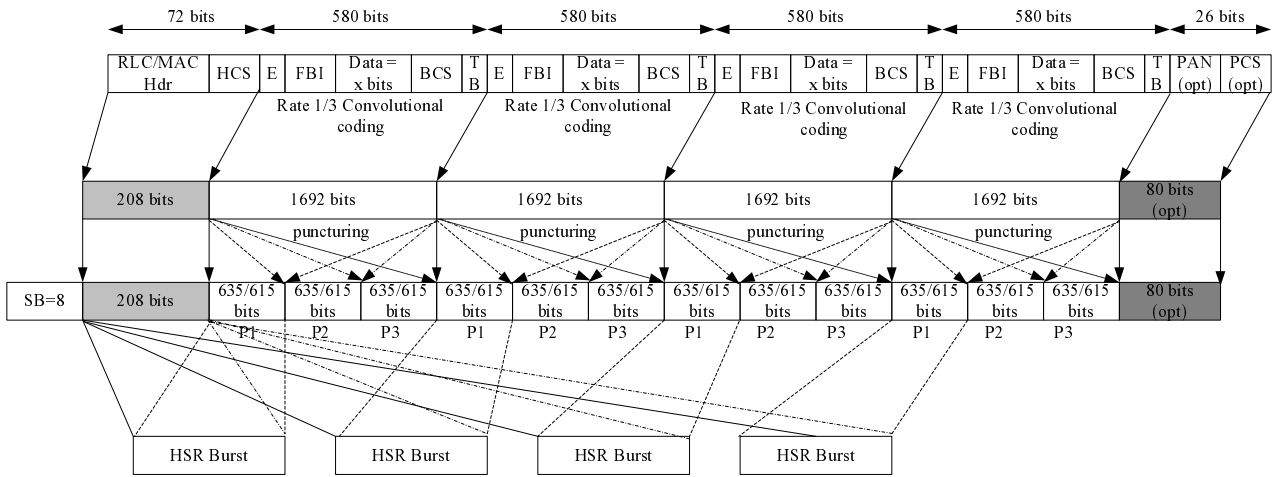 72 bits 580 bits 580 bits 580 bits 580 bits 26 bits
RLC/MAC Hdr HCS E FBI Data = x bits BCS TB E FBI Data = x bits BCS TB E FBI Data = x bits BCS TB E FBI Data = x bits BCS TB PAN (opt) PCS (opt)
Rate 1/3 Convolutional coding Rate 1/3 Convolutional coding Rate 1/3 Convolutional coding Rate 1/3 Convolutional coding
208 bits 1692 bits 1692 bits 1692 bits 1692 bits 80 bits (opt)
puncturing puncturing puncturing puncturing
SB=8 208 bits 635/615 bits 635/615 bits 635/615 bits 635/615 bits 635/615 bits 635/615 bits 635/615 bits 635/615 bits 635/615 bits 635/615 bits 635/615 bits 635/615 bits 80 bits (opt)
P1 P2 P3 P1 P2 P3 P1 P2 P3 P1 P2 P3
HSR Burst HSR Burst HSR Burst HSR Burst